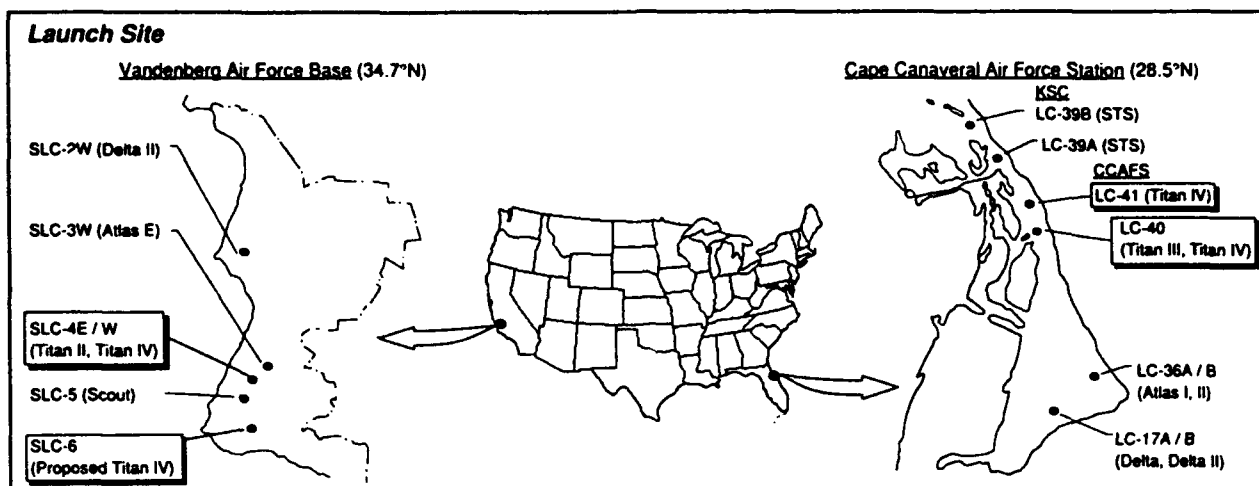 Launch Site
Vandenberg Air Force Base (34.7°N)
SLC-2W (Delta II)
SLC-3W (Atlas E)
SLC-4E / W
(Titan II, Titan IV)
SLC-5 (Scout)
SLC-6
(Proposed Titan IV)
Cape Canaveral Air Force Station (28.5°N)
KSC
LC-39B (STS)
LC-39A (STS)
CCAFS
LC-41 (Titan IV)
LC-40
(Titan III, Titan IV)
LC-36A / B
(Atlas I, II)
LC-17A / B
(Delta, Delta II)